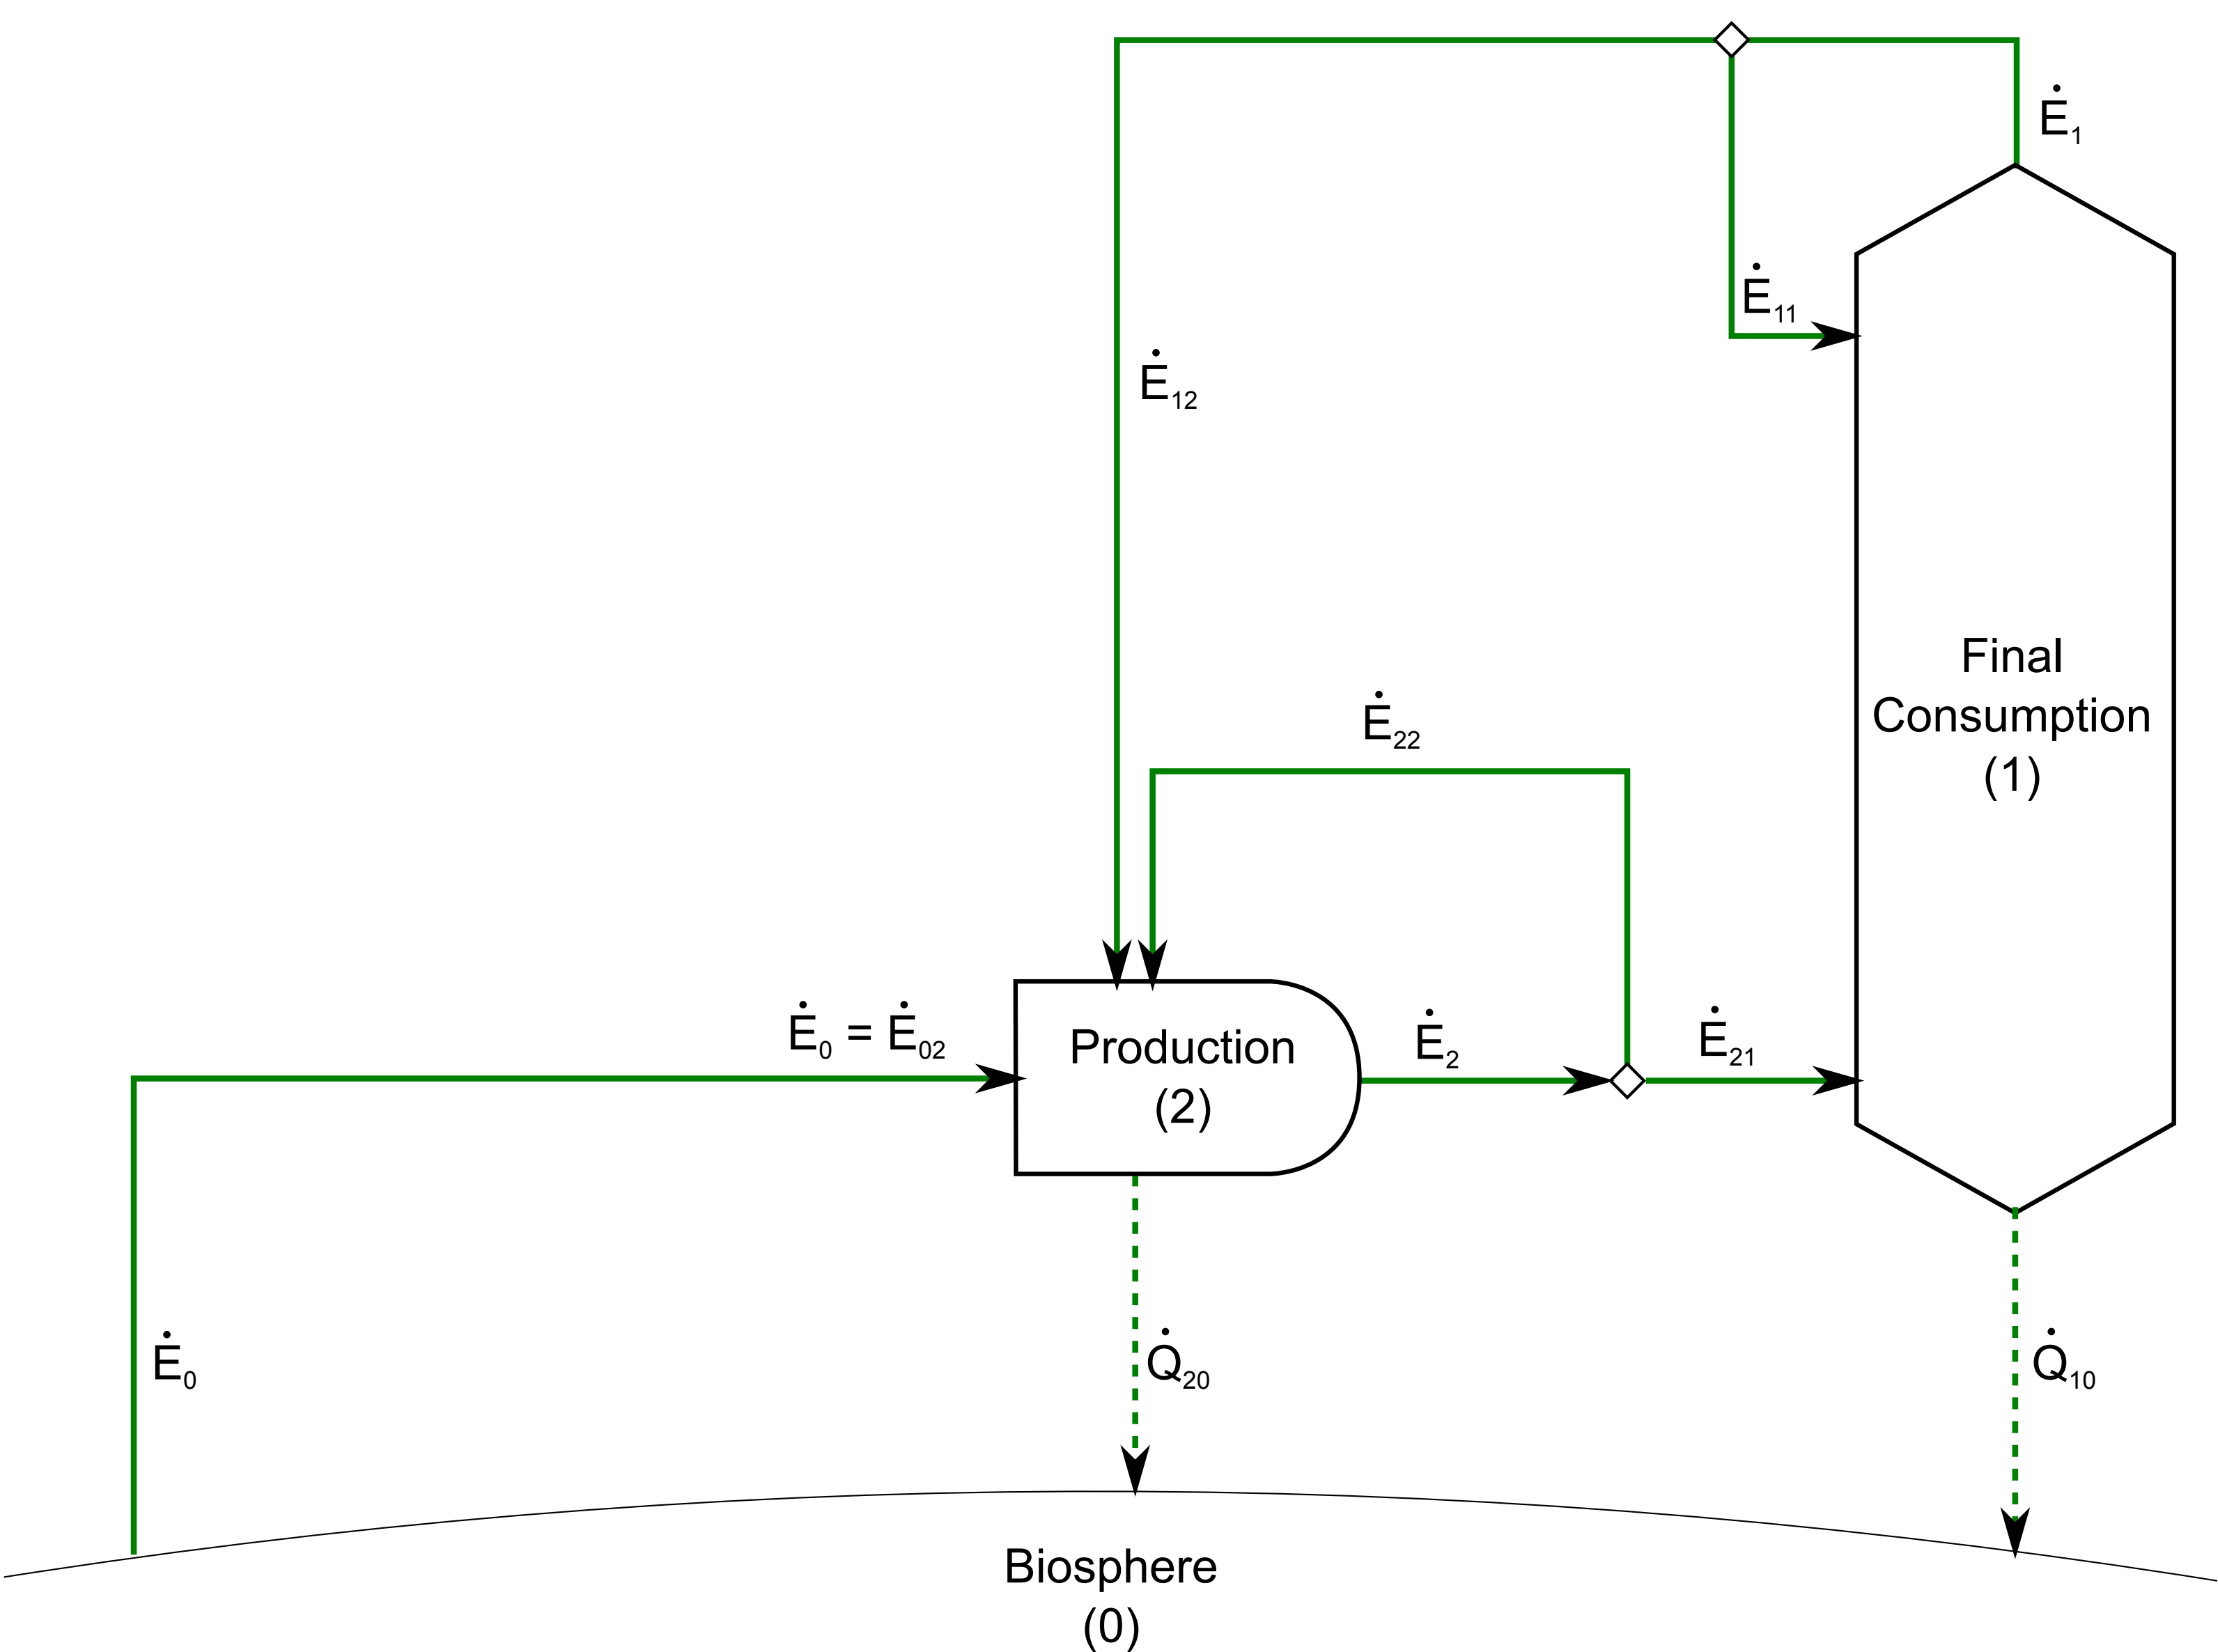 Ė₁
Ė₁₁
Ė₁₂
Final
Consumption
(1)
Ė₂₂
Ė₀ = Ė₀₂
Production
(2)
Ė₂
Ė₂₁
Ė₀
Q̇₂₀
Q̇₁₀
Biosphere
(0)